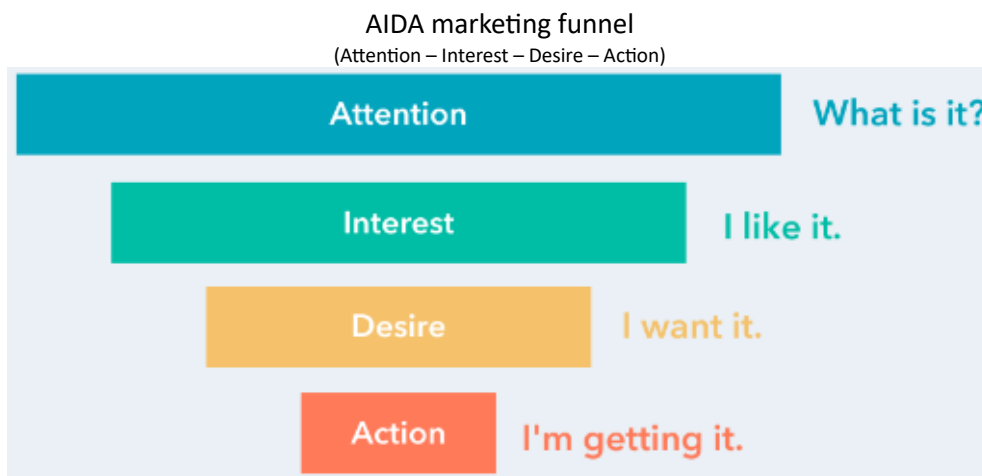 AIDA marketing funnel
(Attention – Interest – Desire – Action)
Attention What is it?
Interest I like it.
Desire I want it.
Action I'm getting it.